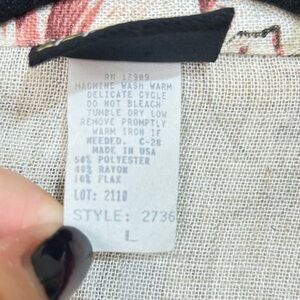 RN 17989
MACHINE WASH WARM
DELICATE CYCLE
DO NOT BLEACH
TUMBLE DRY LOW
REMOVE PROMPTLY
WARM IRON IF
NEEDED. C-28
MADE IN USA
50% POLYESTER
40% RAYON
10% FLAX
LOT: 2110
STYLE: 2736
L